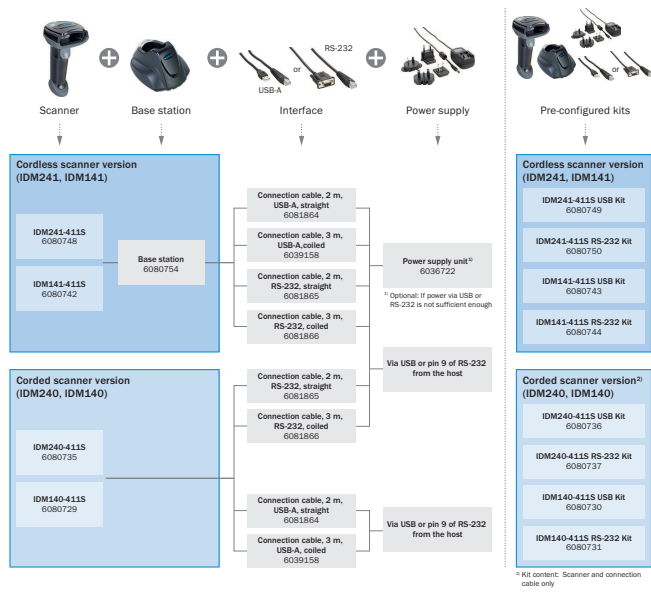 RS-232
or
USB-A
or
Scanner
Base station
Interface
Power supply
Pre-configured kits
Cordless scanner version
(IDM241, IDM141)
IDM241-411S
6080748
IDM141-411S
6080742
Base station
6080754
Connection cable, 2 m,
USB-A, straight
6081864
Connection cable, 3 m,
USB-A,coiled
6039158
Connection cable, 2 m,
RS-232, straight
6081865
Connection cable, 3 m,
RS-232, coiled
6081866
Power supply unit¹⁾
6036722
¹⁾ Optional: If power via USB or
RS-232 is not sufficient enough
Via USB or pin 9 of RS-232
from the host
Cordless scanner version
(IDM241, IDM141)
IDM241-411S USB Kit
6080749
IDM241-411S RS-232 Kit
6080750
IDM141-411S USB Kit
6080743
IDM141-411S RS-232 Kit
6080744
Corded scanner version
(IDM240, IDM140)
IDM240-411S
6080735
IDM140-411S
6080729
Connection cable, 2 m,
RS-232, straight
6081865
Connection cable, 3 m,
RS-232, coiled
6081866
Connection cable, 2 m,
USB-A, straight
6081864
Connection cable, 3 m,
USB-A, coiled
6039158
Via USB or pin 9 of RS-232
from the host
Corded scanner version²⁾
(IDM240, IDM140)
IDM240-411S USB Kit
6080736
IDM240-411S RS-232 Kit
6080737
IDM140-411S USB Kit
6080730
IDM140-411S RS-232 Kit
6080731
²⁾ Kit content: Scanner and connection
cable only